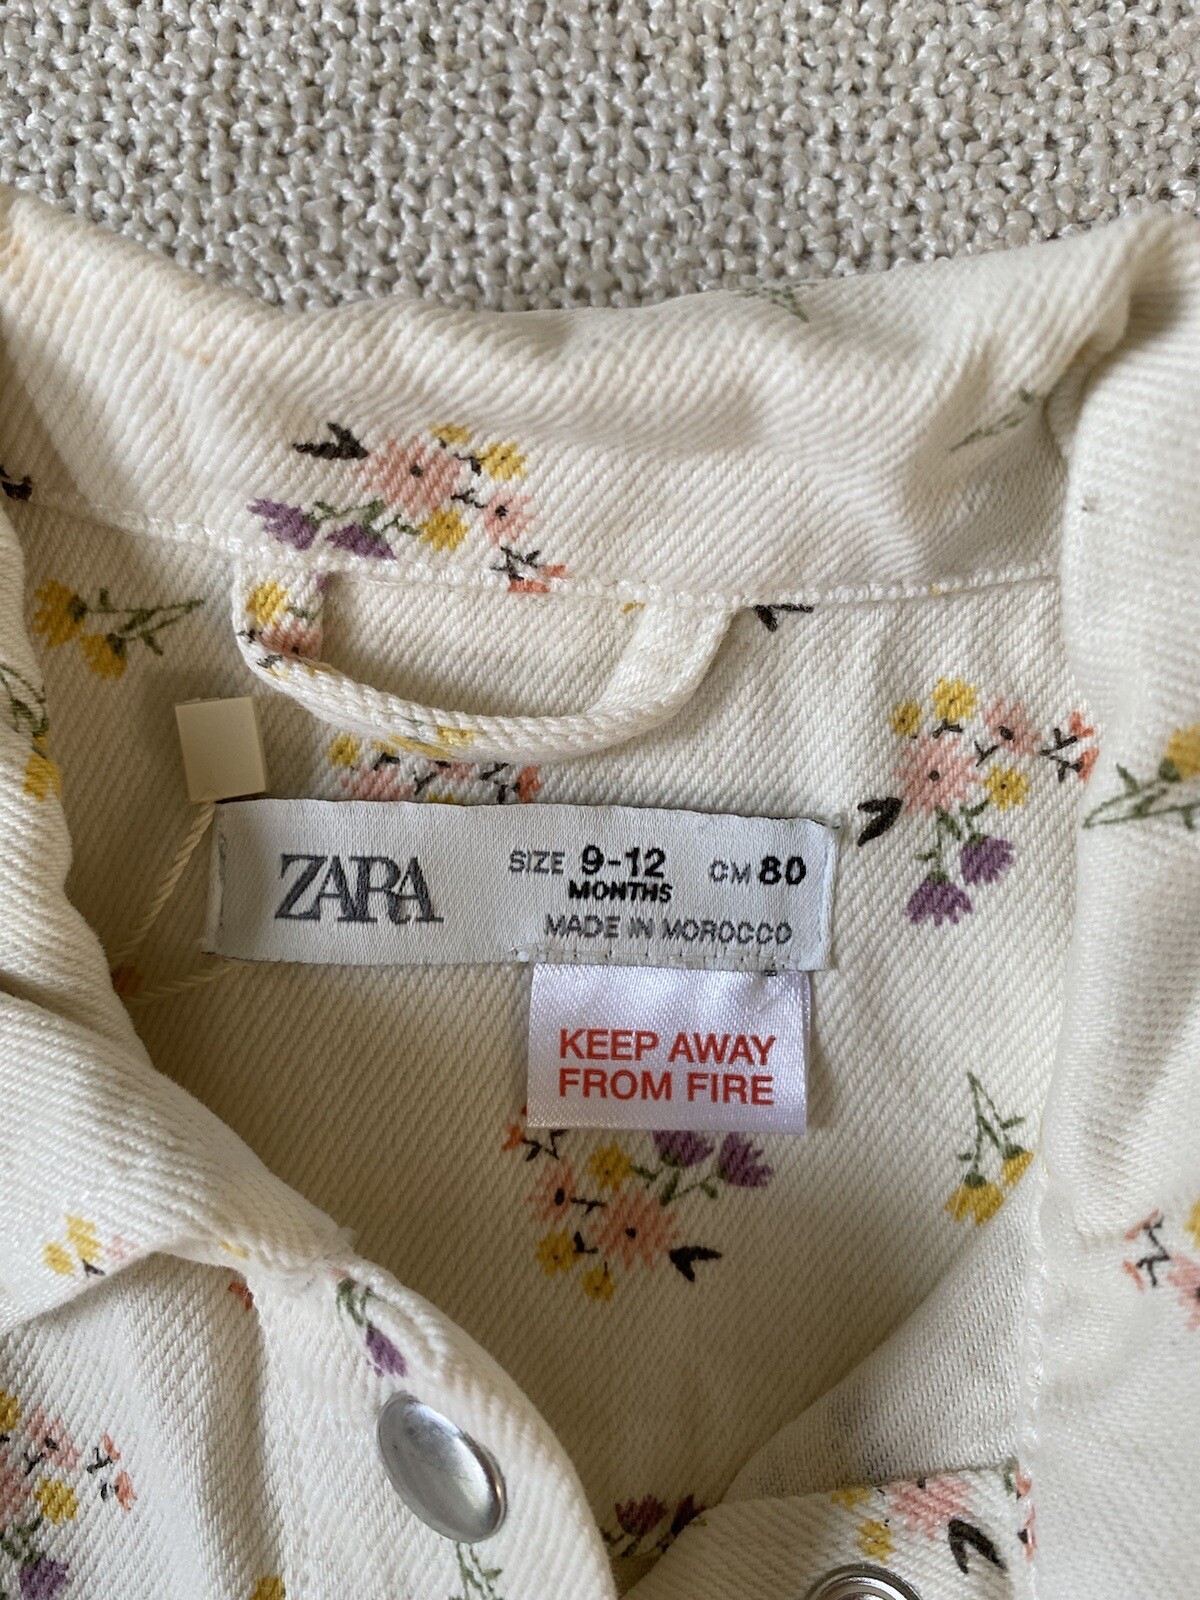 ZARA
SIZE 9-12 CM 80
MONTHS
MADE IN MOROCCO
KEEP AWAY
FROM FIRE